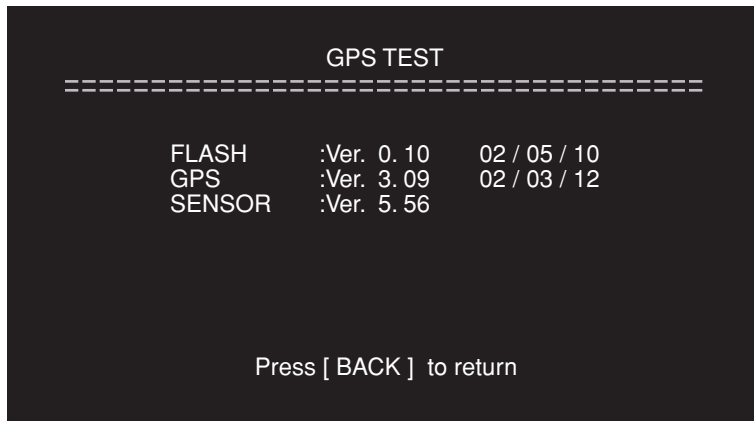 GPS TEST
=====================================
FLASH :Ver. 0. 10 02 / 05 / 10
GPS :Ver. 3. 09 02 / 03 / 12
SENSOR :Ver. 5. 56
Press [ BACK ] to return